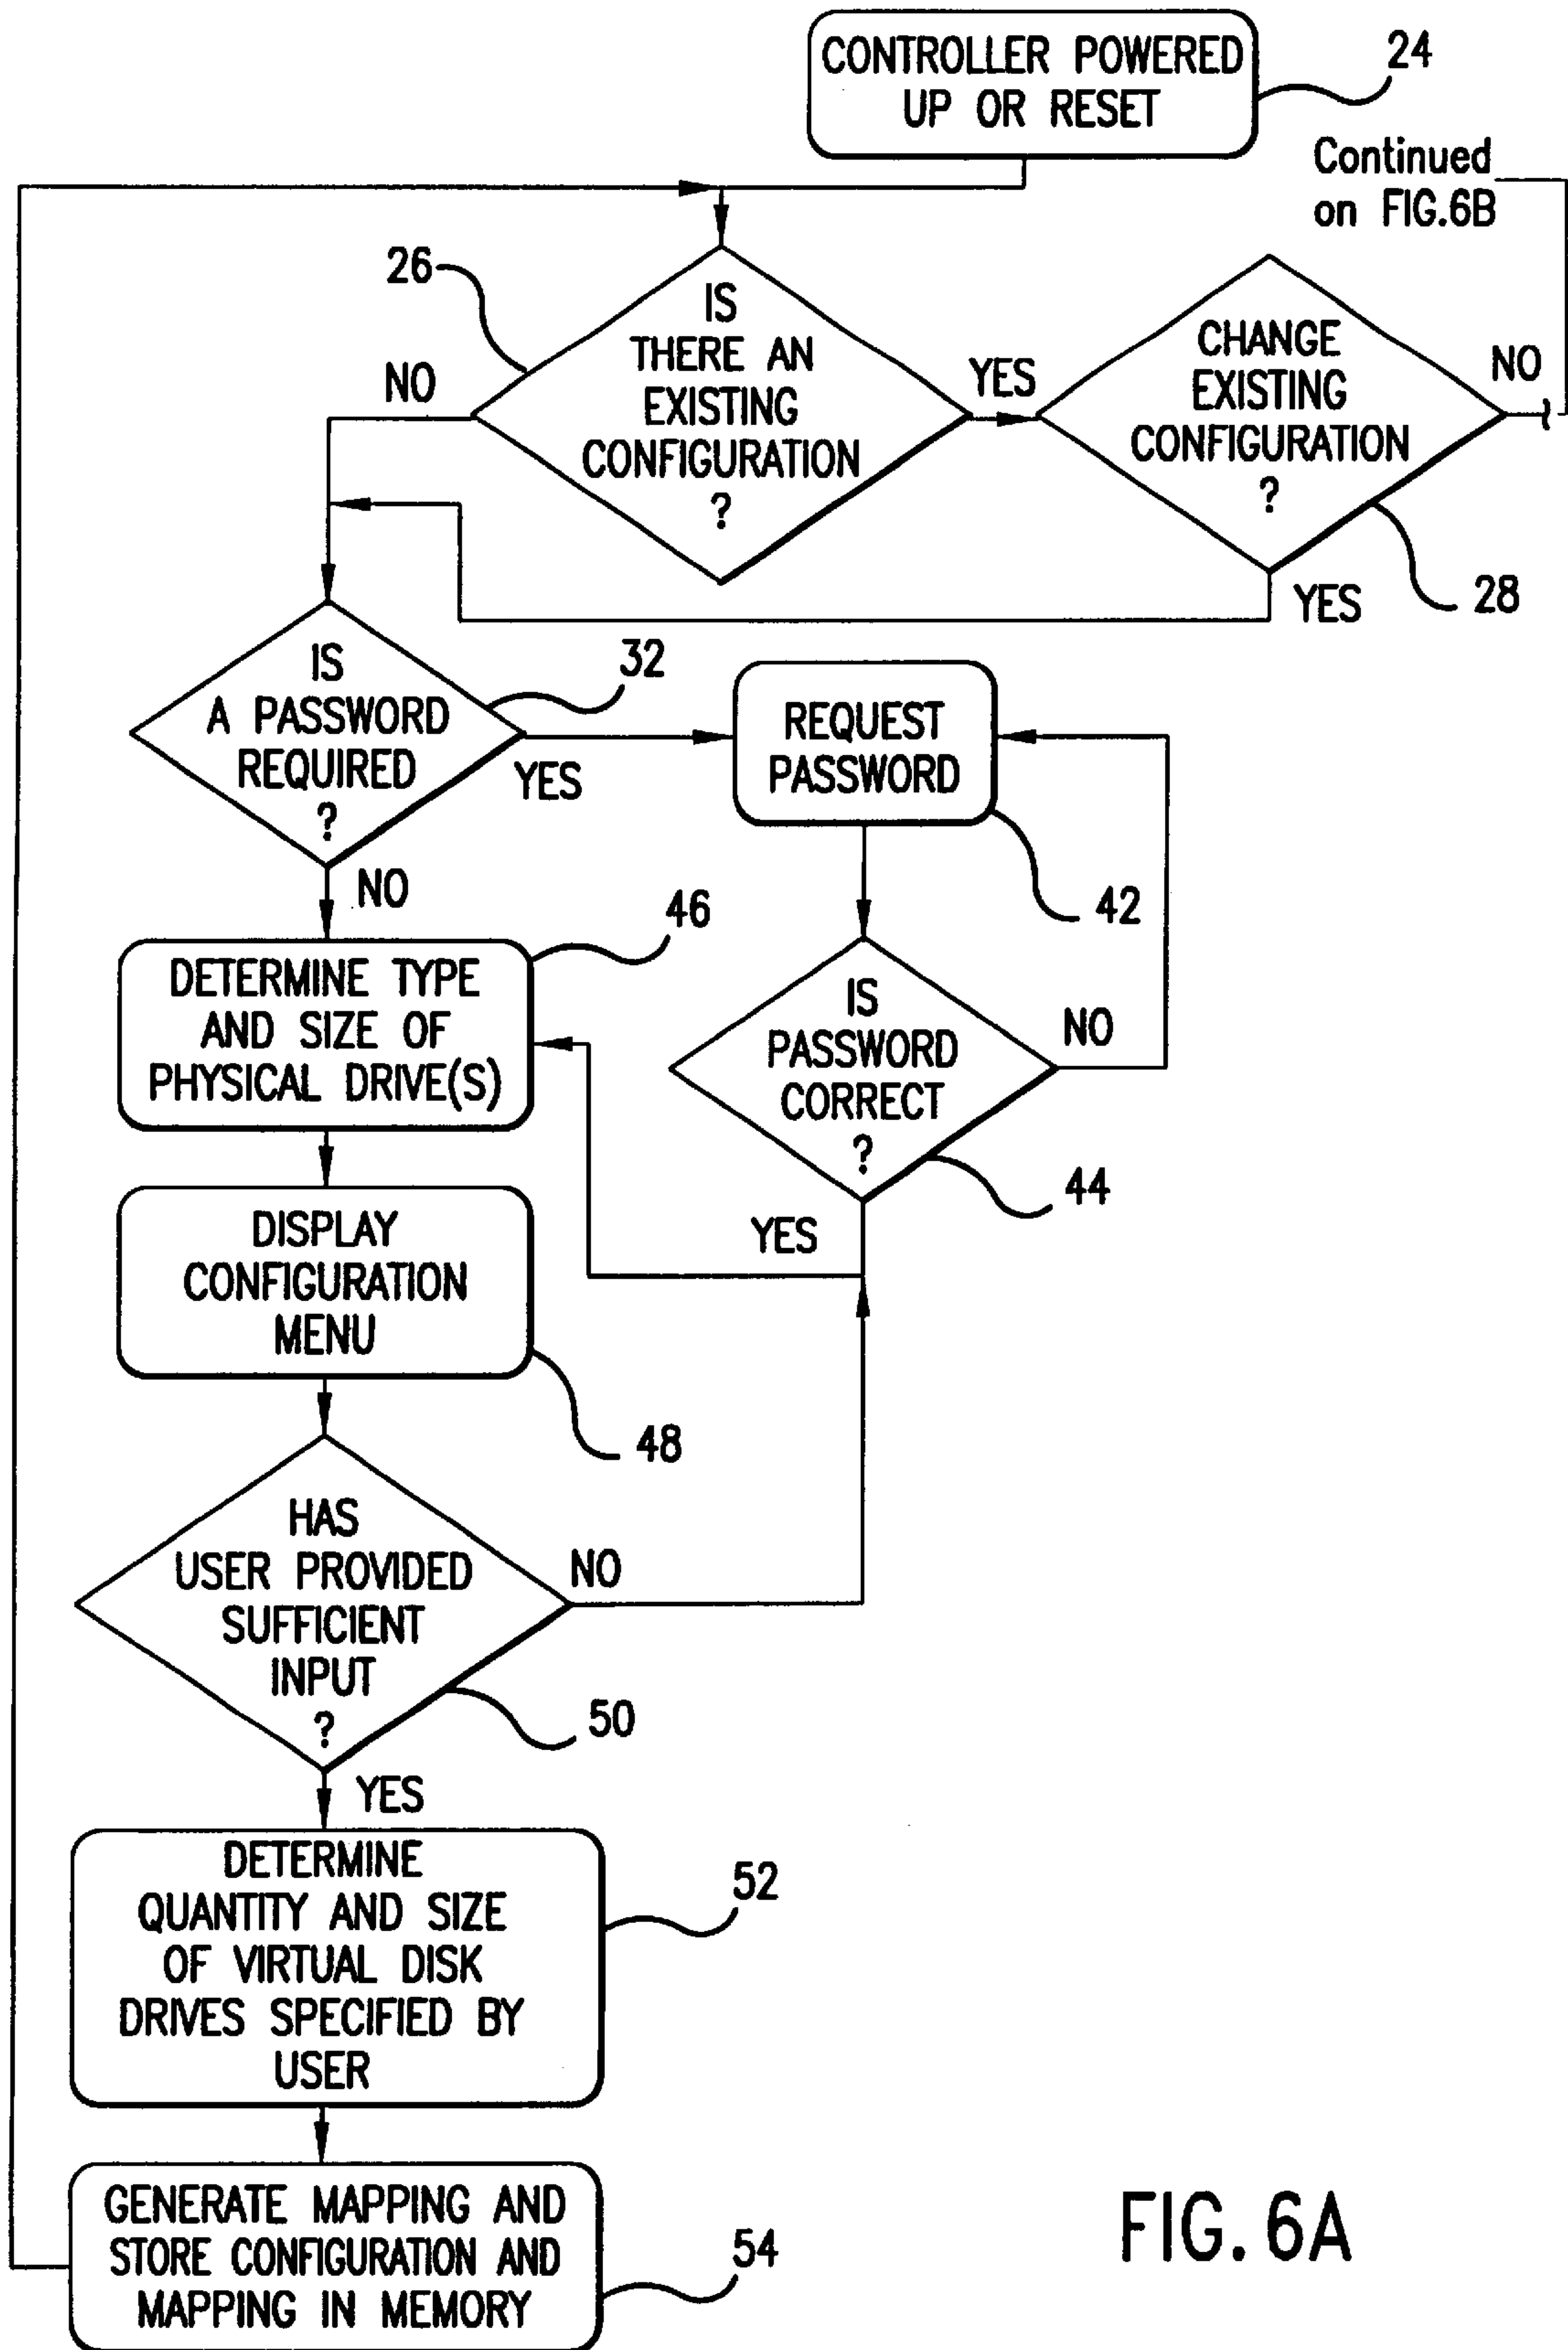 CONTROLLER POWERED
UP OR RESET
24
Continued
on FIG.6B
26
IS
THERE AN
EXISTING
CONFIGURATION
?
NO
YES
CHANGE
EXISTING
CONFIGURATION
?
NO
YES
28
IS
A PASSWORD
REQUIRED
?
32
YES
NO
REQUEST
PASSWORD
42
46
DETERMINE TYPE
AND SIZE OF
PHYSICAL DRIVE(S)
IS
PASSWORD
CORRECT
?
NO
44
YES
DISPLAY
CONFIGURATION
MENU
48
HAS
USER PROVIDED
SUFFICIENT
INPUT
?
NO
50
YES
DETERMINE
QUANTITY AND SIZE
OF VIRTUAL DISK
DRIVES SPECIFIED BY
USER
52
GENERATE MAPPING AND
STORE CONFIGURATION AND
MAPPING IN MEMORY
54
FIG. 6A